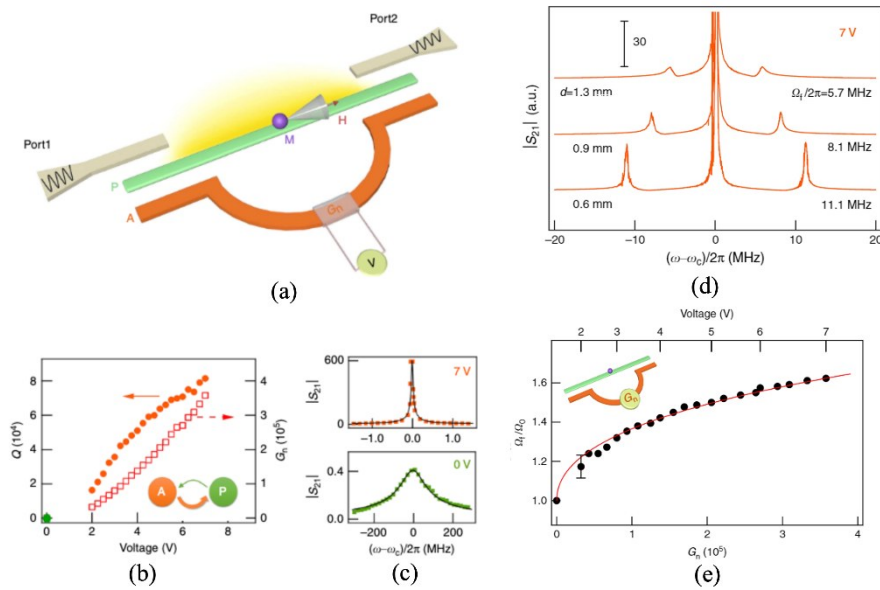 Port2
Port1
H
M
P
A
Gn
V
(a)
7 V
30
d=1.3 mm
Ωf/2π=5.7 MHz
0.9 mm
8.1 MHz
0.6 mm
11.1 MHz
|S21| (a.u.)
−20
−10
0
10
20
(ω−ωc)/2π (MHz)
(d)
Q (10⁴)
8
6
4
2
0
4
3
2
1
0
Gn (10⁵)
A
P
0
2
4
6
8
Voltage (V)
(b)
|S21|
600
300
0
7 V
−1.0
0.0
1.0
|S21|
0.4
0.0
0 V
−200
0
200
(ω−ωc)/2π (MHz)
(c)
Voltage (V)
2
3
4
5
6
7
Ωf/Ω0
1.6
1.4
1.2
1.0
Gn
0
1
2
3
4
Gn (10⁵)
(e)